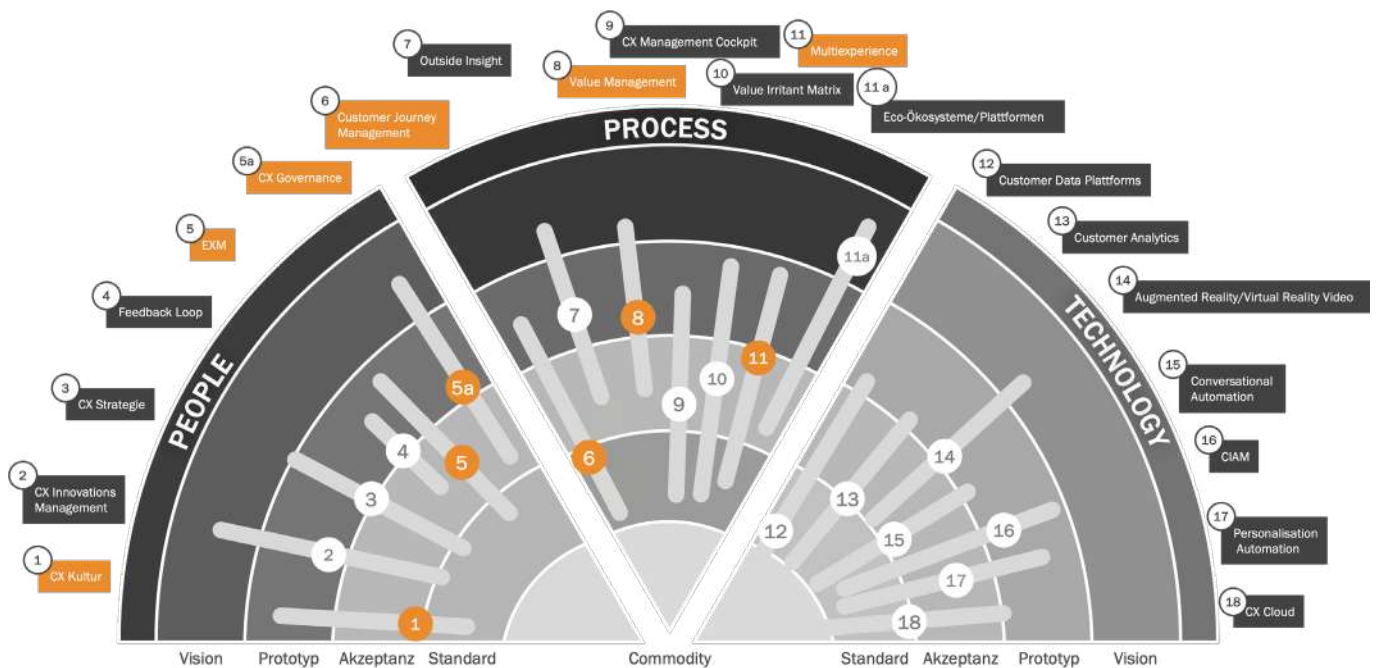 9
CX Management Cockpit
11
Multiexperience
7
Outside Insight
8
Value Management
10
Value Irritant Matrix
11 a
Eco-Ökosysteme/Plattformen
6
Customer Journey
Management
5a
CX Governance
12
Customer Data Plattforms
5
EXM
13
Customer Analytics
4
Feedback Loop
14
Augmented Reality/Virtual Reality Video
3
CX Strategie
15
Conversational
Automation
2
CX Innovations
Management
16
CIAM
1
CX Kultur
17
Personalisation
Automation
18
CX Cloud
PEOPLE
PROCESS
TECHNOLOGY
1
2
3
4
5
5a
6
7
8
9
10
11
11a
12
13
14
15
16
17
18
Vision Prototyp Akzeptanz Standard Commodity Standard Akzeptanz Prototyp Vision